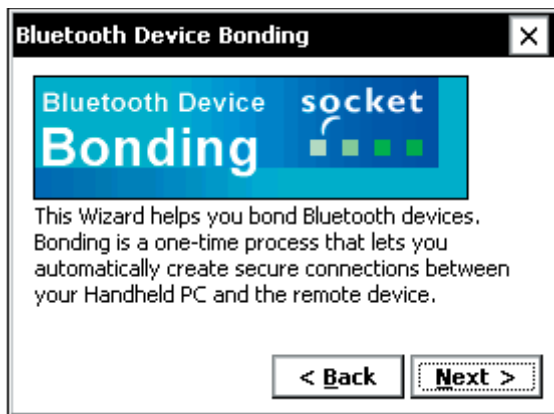 Bluetooth Device Bonding
Bluetooth Device
Bonding
socket
This Wizard helps you bond Bluetooth devices.
Bonding is a one-time process that lets you
automatically create secure connections between
your Handheld PC and the remote device.
< Back
Next >